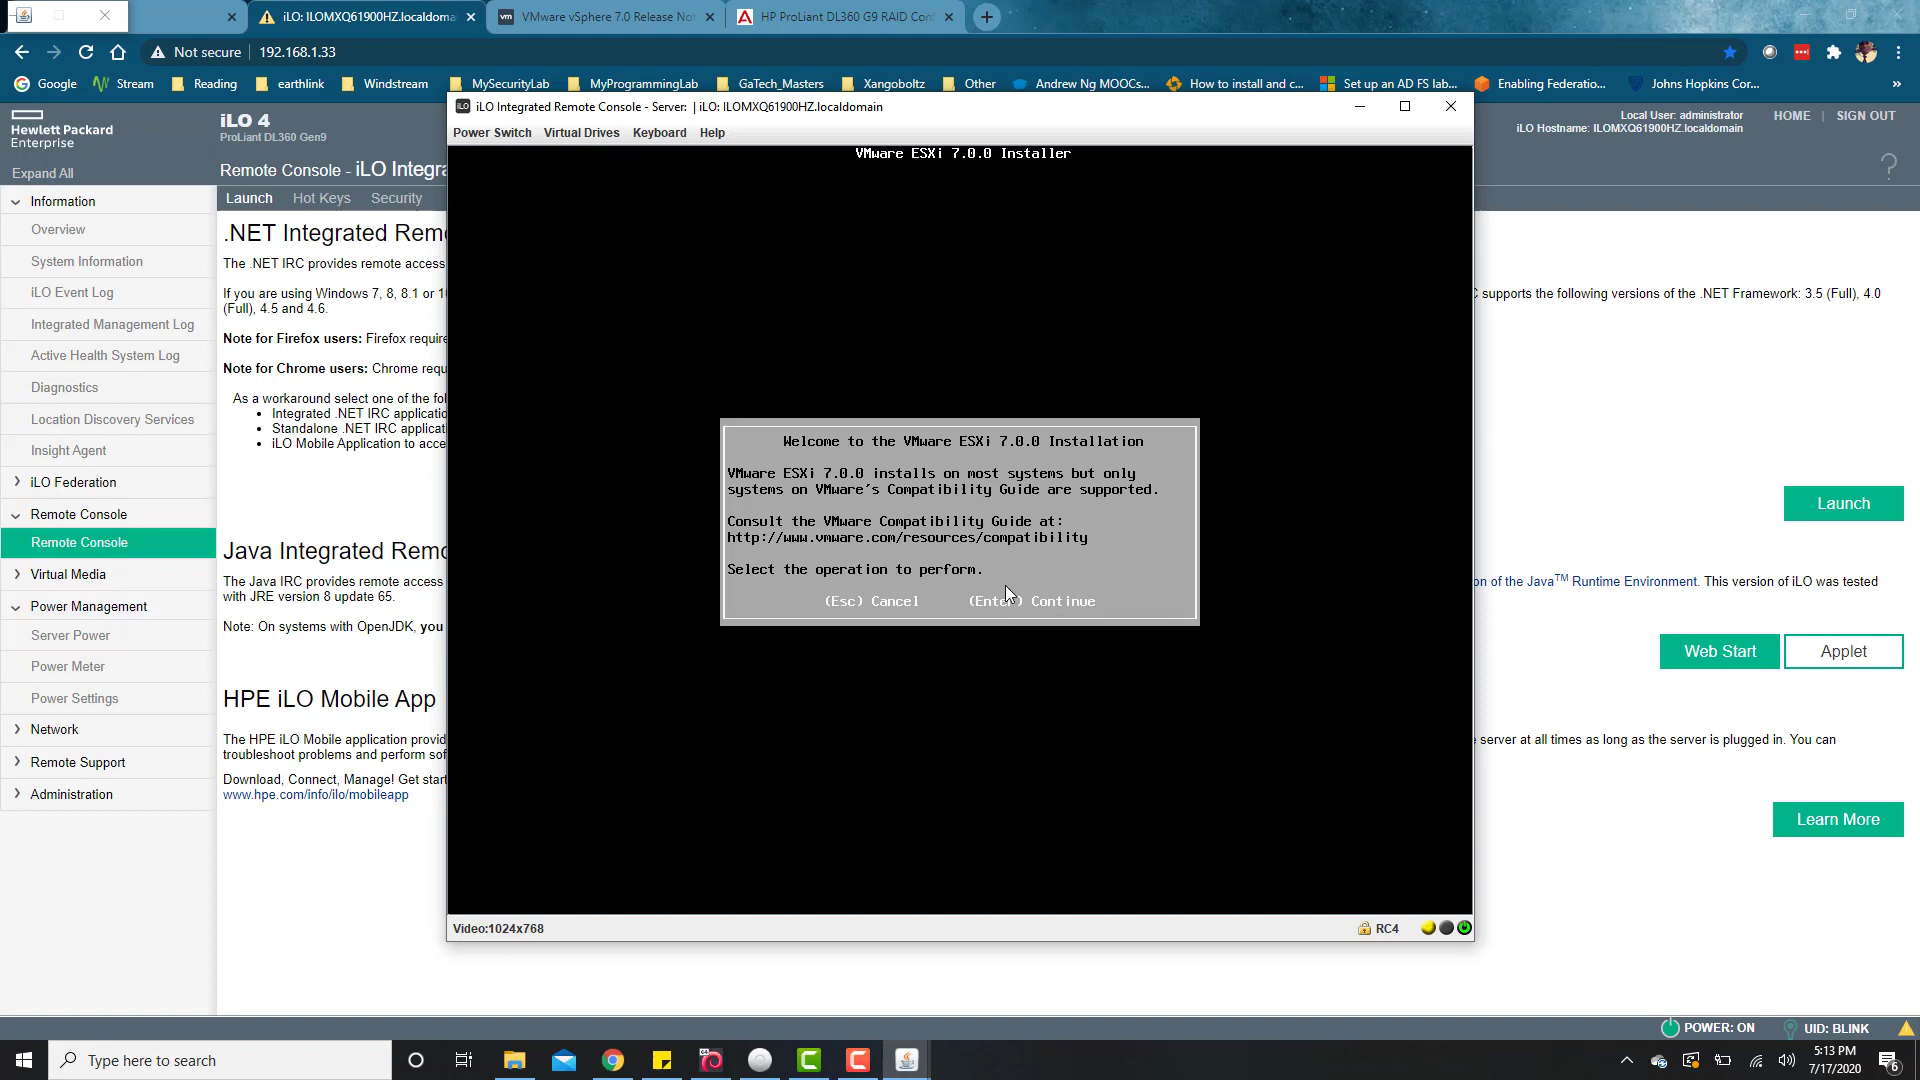 iLO: ILOMXQ61900HZ.localdoma
VMware vSphere 7.0 Release Not
HP ProLiant DL360 G9 RAID Conf
Not secure
192.168.1.33
Google
Stream
Reading
earthlink
Windstream
MySecurityLab
MyProgrammingLab
GaTech_Masters
Xangoboltz
Other
Andrew Ng MOOCs...
How to install and c...
Set up an AD FS lab...
Enabling Federatio...
Johns Hopkins Cor...
»
Hewlett Packard
Enterprise
iLO 4
ProLiant DL360 Gen9
Local User: administrator
iLO Hostname: ILOMXQ61900HZ.localdomain
HOME
SIGN OUT
Expand All
Remote Console - iLO Integra
Launch
Hot Keys
Security
?
Information
Overview
System Information
iLO Event Log
Integrated Management Log
Active Health System Log
Diagnostics
Location Discovery Services
Insight Agent
iLO Federation
Remote Console
Remote Console
Virtual Media
Power Management
Server Power
Power Meter
Power Settings
Network
Remote Support
Administration
.NET Integrated Remo
The .NET IRC provides remote access
If you are using Windows 7, 8, 8.1 or 1
C supports the following versions of the .NET Framework: 3.5 (Full), 4.0
(Full), 4.5 and 4.6.
Note for Firefox users: Firefox require
Note for Chrome users: Chrome requ
As a workaround select one of the fol
• Integrated .NET IRC applicatio
• Standalone .NET IRC applicat
• iLO Mobile Application to acce
Launch
Java Integrated Remo
The Java IRC provides remote access
on of the Java™ Runtime Environment. This version of iLO was tested
with JRE version 8 update 65.
Note: On systems with OpenJDK, you
Web Start
Applet
HPE iLO Mobile App
The HPE iLO Mobile application provid
e server at all times as long as the server is plugged in. You can
troubleshoot problems and perform sof
Download, Connect, Manage! Get start
www.hpe.com/info/ilo/mobileapp
Learn More
iLO
iLO Integrated Remote Console - Server: | iLO: ILOMXQ61900HZ.localdomain
Power Switch
Virtual Drives
Keyboard
Help
VMware ESXi 7.0.0 Installer
Welcome to the VMware ESXi 7.0.0 Installation
VMware ESXi 7.0.0 installs on most systems but only
systems on VMware's Compatibility Guide are supported.
Consult the VMware Compatibility Guide at:
http://www.vmware.com/resources/compatibility
Select the operation to perform.
(Esc) Cancel
(Enter) Continue
Video:1024x768
RC4
POWER: ON
UID: BLINK
Type here to search
5:13 PM
7/17/2020
6